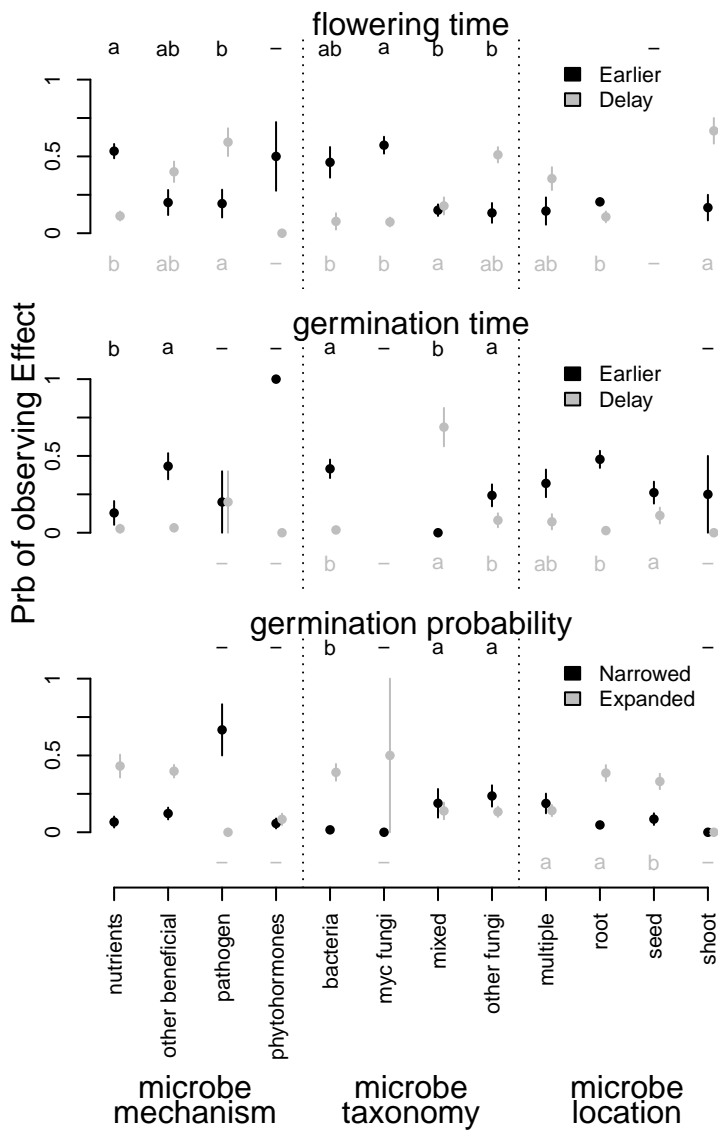 flowering time
a ab b – ab a b b –
Earlier
Delay
1
0.5
0
b ab a – b b a ab ab b – a
germination time
b a – – a – b a –
Earlier
Delay
1
0.5
0
– – b – a b ab b a –
germination probability
– – b – a a –
Narrowed
Expanded
1
0.5
0
– – a a b –
Prb of observing Effect
nutrients
other beneficial
pathogen
phytohormones
bacteria
myc fungi
mixed
other fungi
multiple
root
seed
shoot
microbe
mechanism
microbe
taxonomy
microbe
location